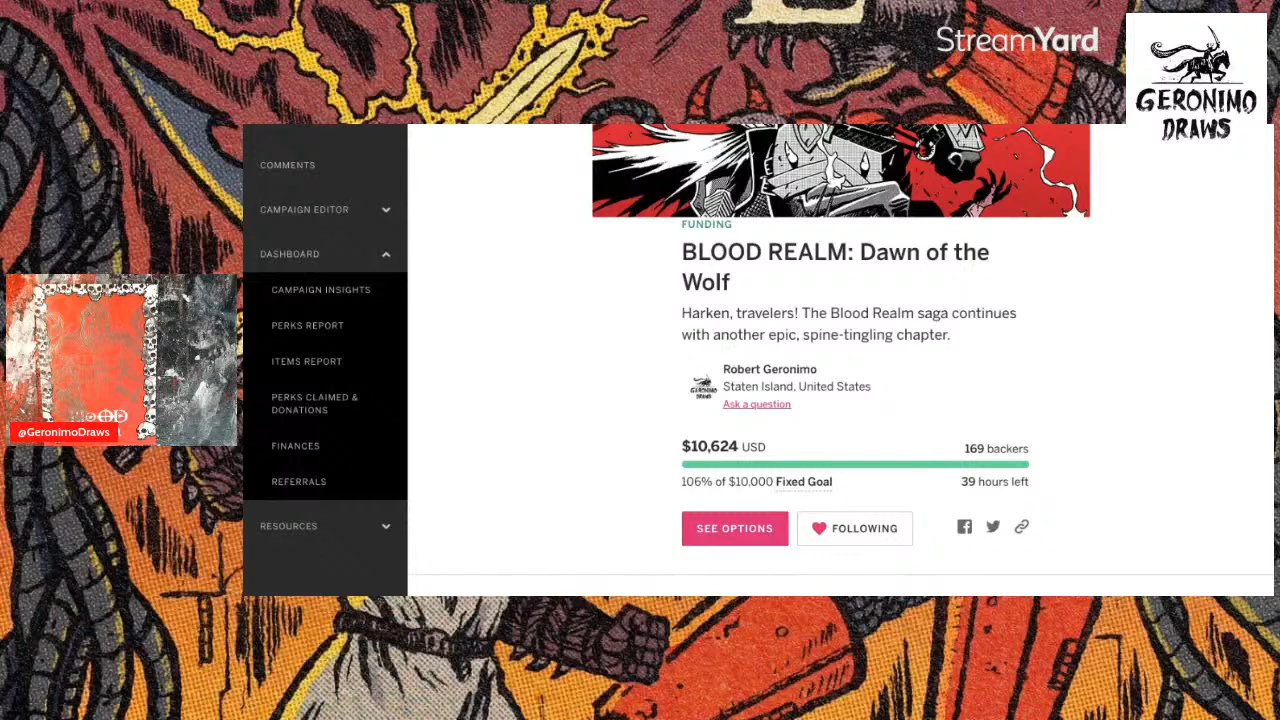 StreamYard
GERONIMO
DRAWS
COMMENTS
CAMPAIGN EDITOR
DASHBOARD
CAMPAIGN INSIGHTS
PERKS REPORT
ITEMS REPORT
PERKS CLAIMED &
DONATIONS
FINANCES
REFERRALS
RESOURCES
FUNDING
BLOOD REALM: Dawn of the
Wolf
Harken, travelers! The Blood Realm saga continues
with another epic, spine-tingling chapter.
Robert Geronimo
GERONIMO
DRAWS
Staten Island, United States
Ask a question
$10,624 USD
169 backers
106% of $10,000 Fixed Goal
39 hours left
SEE OPTIONS
FOLLOWING
@GeronimoDraws